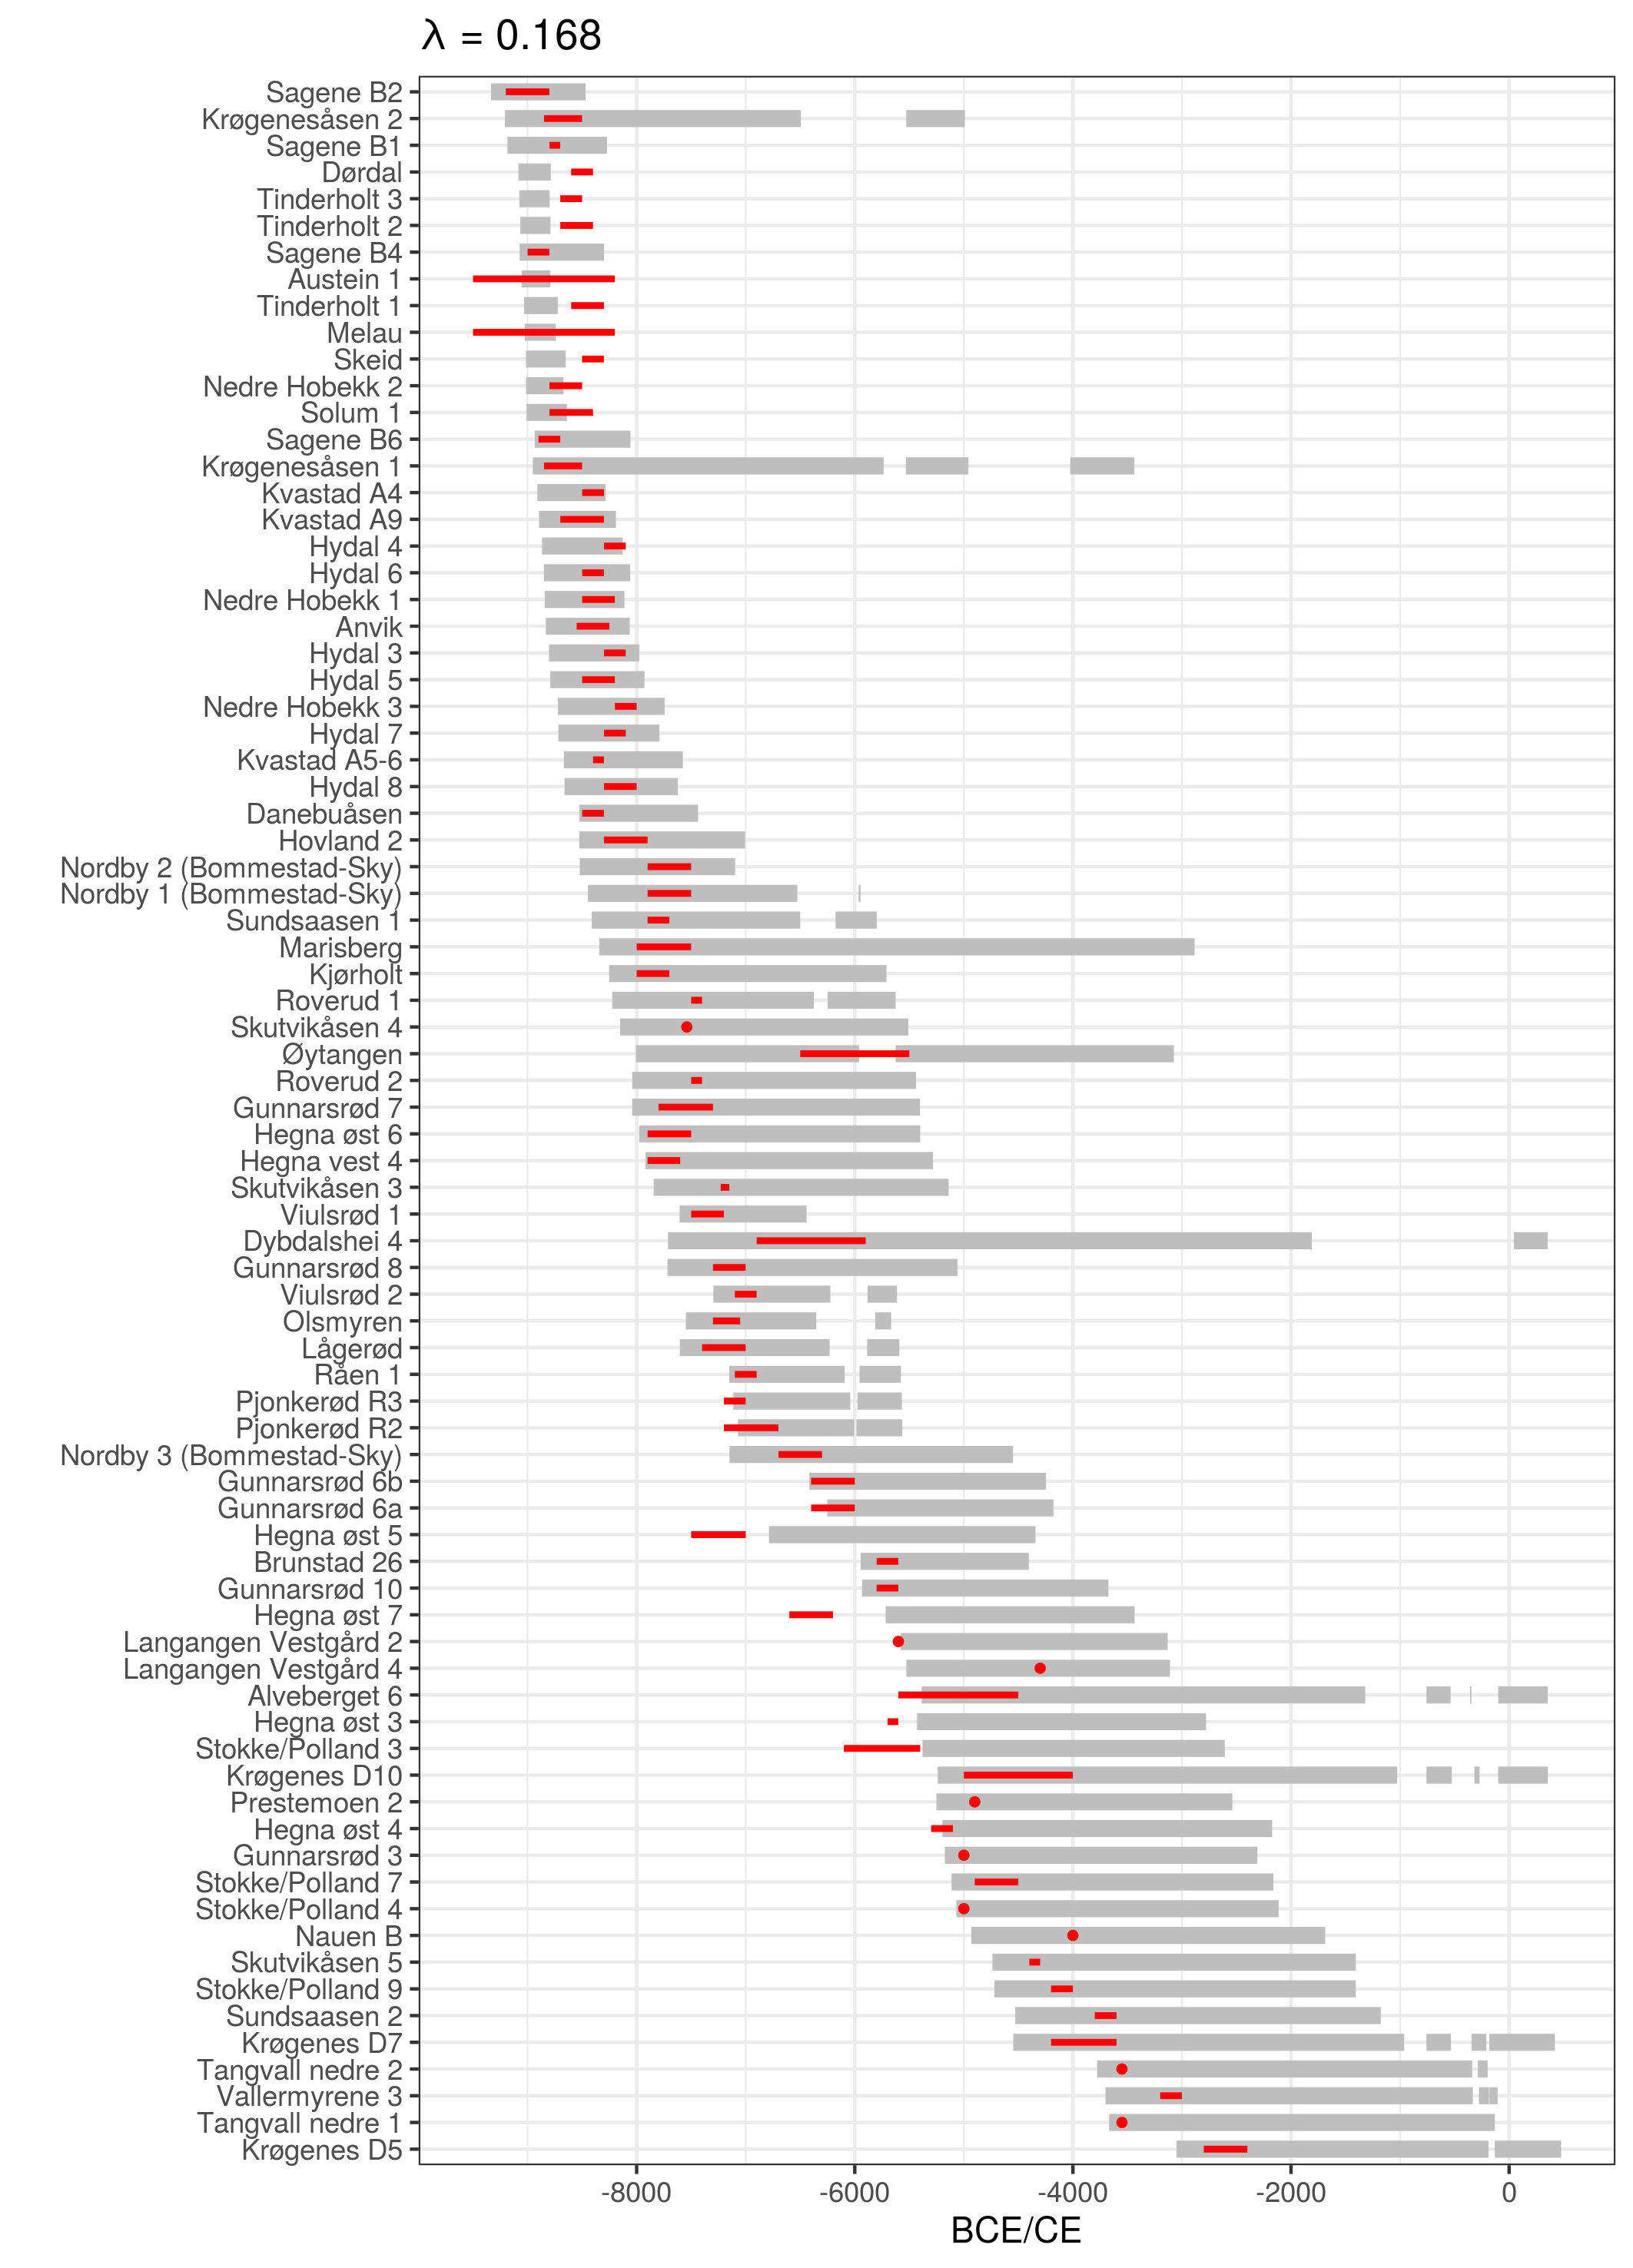 λ = 0.168
Sagene B2
Krøgenesåsen 2
Sagene B1
Dørdal
Tinderholt 3
Tinderholt 2
Sagene B4
Austein 1
Tinderholt 1
Melau
Skeid
Nedre Hobekk 2
Solum 1
Sagene B6
Krøgenesåsen 1
Kvastad A4
Kvastad A9
Hydal 4
Hydal 6
Nedre Hobekk 1
Anvik
Hydal 3
Hydal 5
Nedre Hobekk 3
Hydal 7
Kvastad A5-6
Hydal 8
Danebuåsen
Hovland 2
Nordby 2 (Bommestad-Sky)
Nordby 1 (Bommestad-Sky)
Sundsaasen 1
Marisberg
Kjørholt
Roverud 1
Skutvikåsen 4
Øytangen
Roverud 2
Gunnarsrød 7
Hegna øst 6
Hegna vest 4
Skutvikåsen 3
Viulsrød 1
Dybdalshei 4
Gunnarsrød 8
Viulsrød 2
Olsmyren
Lågerød
Råen 1
Pjonkerød R3
Pjonkerød R2
Nordby 3 (Bommestad-Sky)
Gunnarsrød 6b
Gunnarsrød 6a
Hegna øst 5
Brunstad 26
Gunnarsrød 10
Hegna øst 7
Langangen Vestgård 2
Langangen Vestgård 4
Alveberget 6
Hegna øst 3
Stokke/Polland 3
Krøgenes D10
Prestemoen 2
Hegna øst 4
Gunnarsrød 3
Stokke/Polland 7
Stokke/Polland 4
Nauen B
Skutvikåsen 5
Stokke/Polland 9
Sundsaasen 2
Krøgenes D7
Tangvall nedre 2
Vallermyrene 3
Tangvall nedre 1
Krøgenes D5
-8000 -6000 -4000 -2000 0
BCE/CE